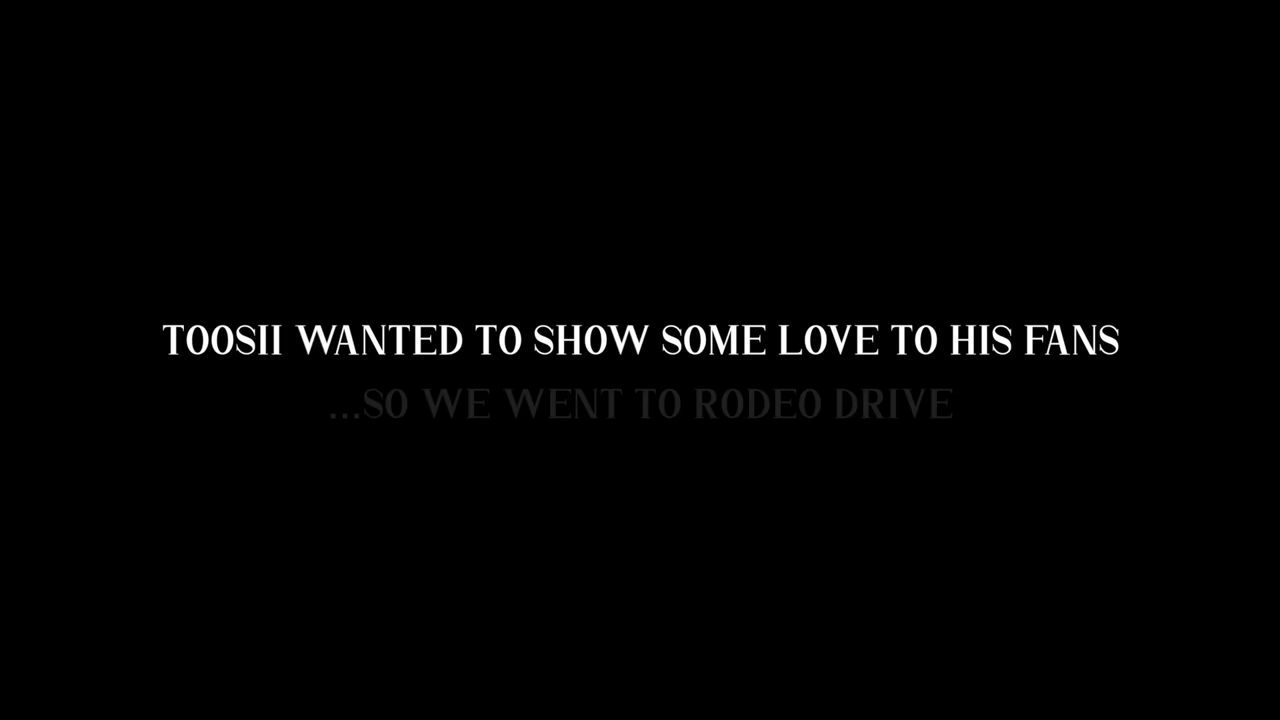 TOOSII WANTED TO SHOW SOME LOVE TO HIS FANS
...SO WE WENT TO RODEO DRIVE